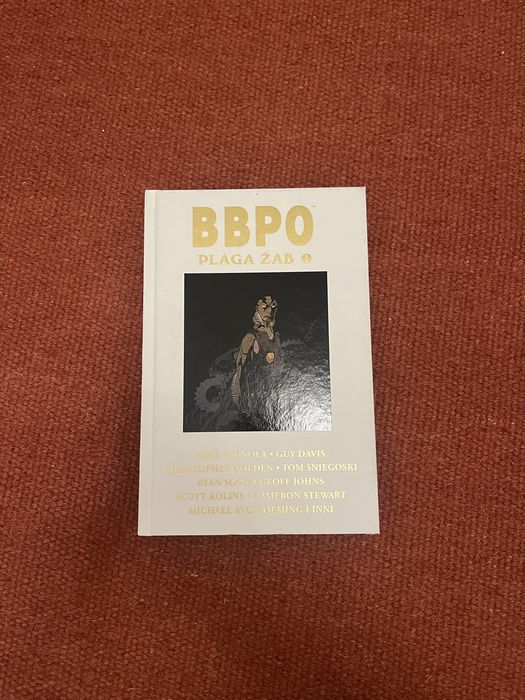 BBPO
PLAGA ŻAB 1
MIKE MIGNOLA • GUY DAVIS
CHRISTOPHER GOLDEN • TOM SNIEGOSKI
RYAN SOOK • GEOFF JOHNS
SCOTT KOLINS • CAMERON STEWART
MICHAEL AVON OEMING I INNI